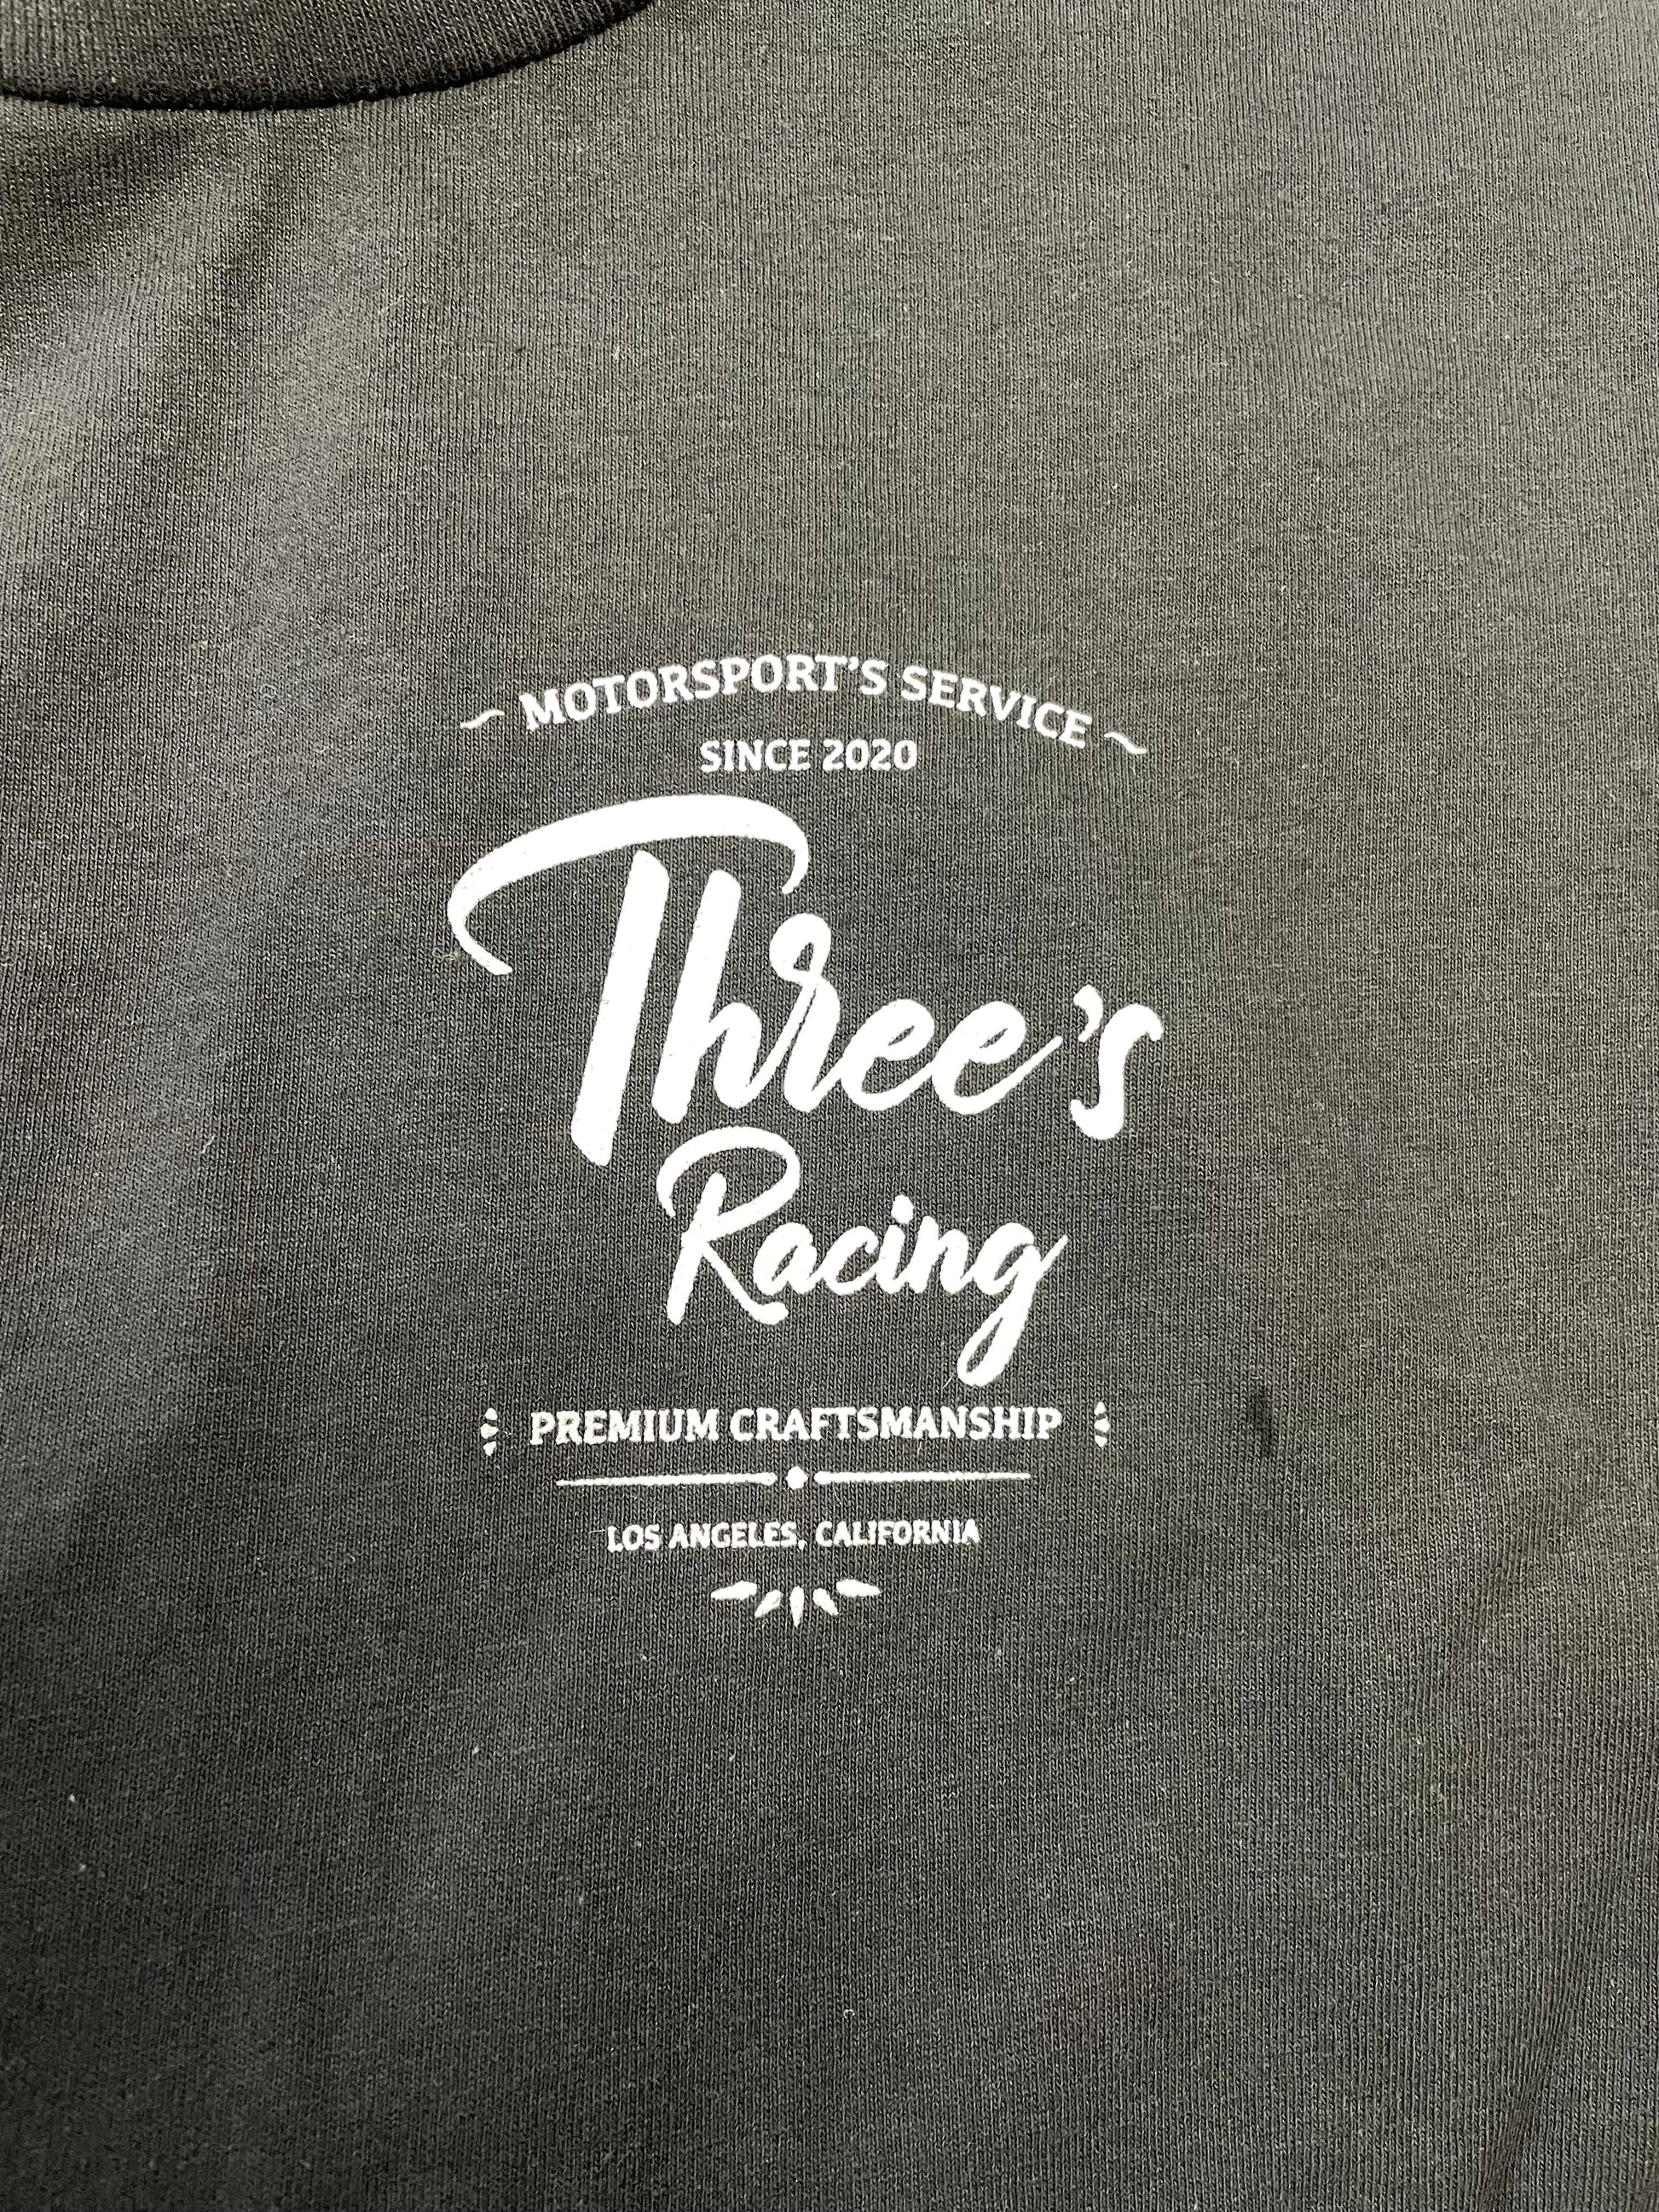 ~ MOTORSPORT'S SERVICE ~
SINCE 2020
Three's
Racing
PREMIUM CRAFTSMANSHIP
LOS ANGELES, CALIFORNIA